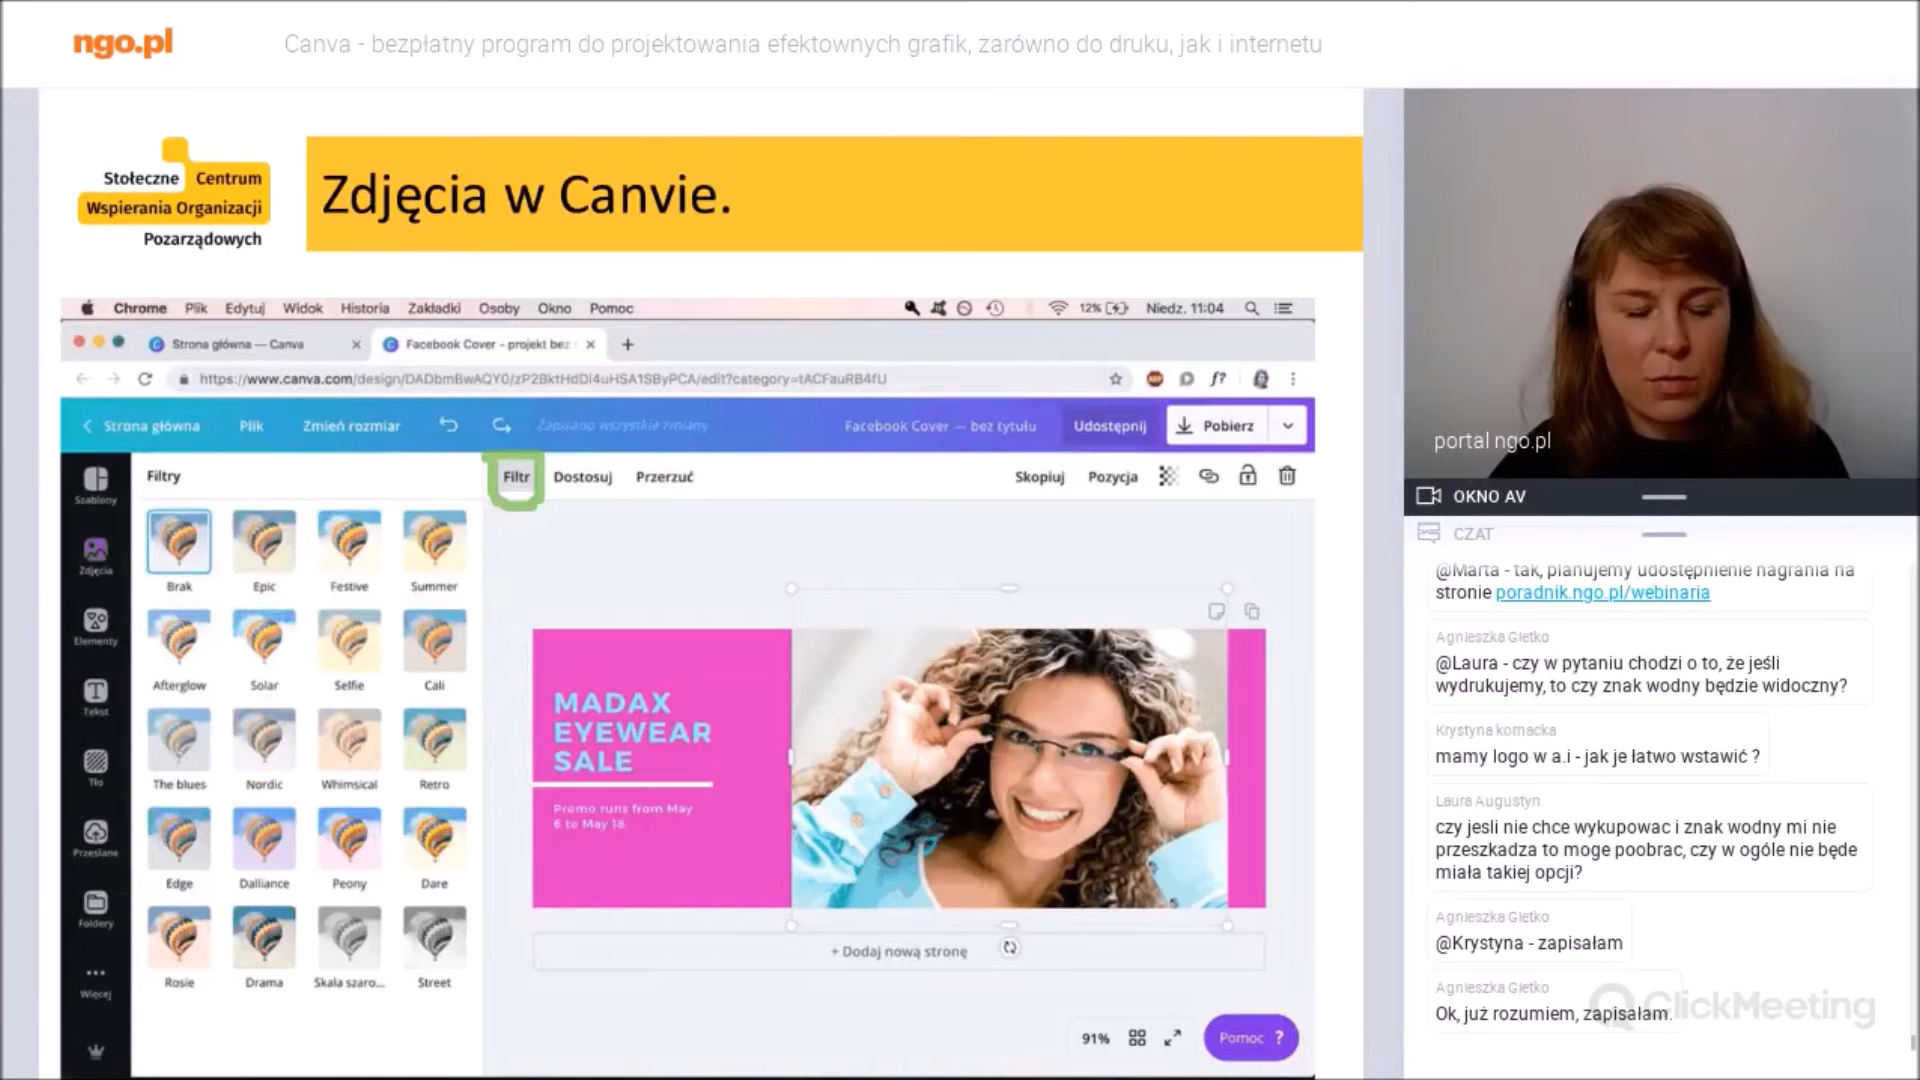 ngo.pl
Canva - bezpłatny program do projektowania efektownych grafik, zarówno do druku, jak i internetu
Stołeczne Centrum
Wspierania Organizacji
Pozarządowych
Zdjęcia w Canvie.
Chrome Plik Edytuj Widok Historia Zakładki Osoby Okno Pomoc
12% Niedz. 11:04
Strona główna — Canva
Facebook Cover - projekt bez
https://www.canva.com/design/DADbmBwAQY0/zP2BktHdDI4uHSA1SByPCA/edit?category=tACFauRB4fU
f?
Strona główna Plik Zmień rozmiar Zapisano wszystkie zmiany Facebook Cover — bez tytułu Udostępnij Pobierz
Filtry
Filtr Dostosuj Przerzuć Skopiuj Pozycja
Szablony
Zdjęcia
Elementy
Tekst
Tło
Przesłane
Foldery
Więcej
Brak Epic Festive Summer
Afterglow Solar Selfie Cali
The blues Nordic Whimsical Retro
Edge Dalliance Peony Dare
Rosie Drama Skala szaro... Street
MADAX
EYEWEAR
SALE
Promo runs from May
6 to May 18.
+ Dodaj nową stronę
91%
Pomoc ?
portal ngo.pl
OKNO AV
CZAT
@Marta - tak, planujemy udostępnienie nagrania na
stronie poradnik.ngo.pl/webinaria
Agnieszka Gietko
@Laura - czy w pytaniu chodzi o to, że jeśli
wydrukujemy, to czy znak wodny będzie widoczny?
Krystyna kornacka
mamy logo w a.i - jak je łatwo wstawić ?
Laura Augustyn
czy jesli nie chce wykupowac i znak wodny mi nie
przeszkadza to moge poobrac, czy w ogóle nie będe
miała takiej opcji?
Agnieszka Gietko
@Krystyna - zapisałam
Agnieszka Gietko
Ok, już rozumiem, zapisałam.
ClickMeeting